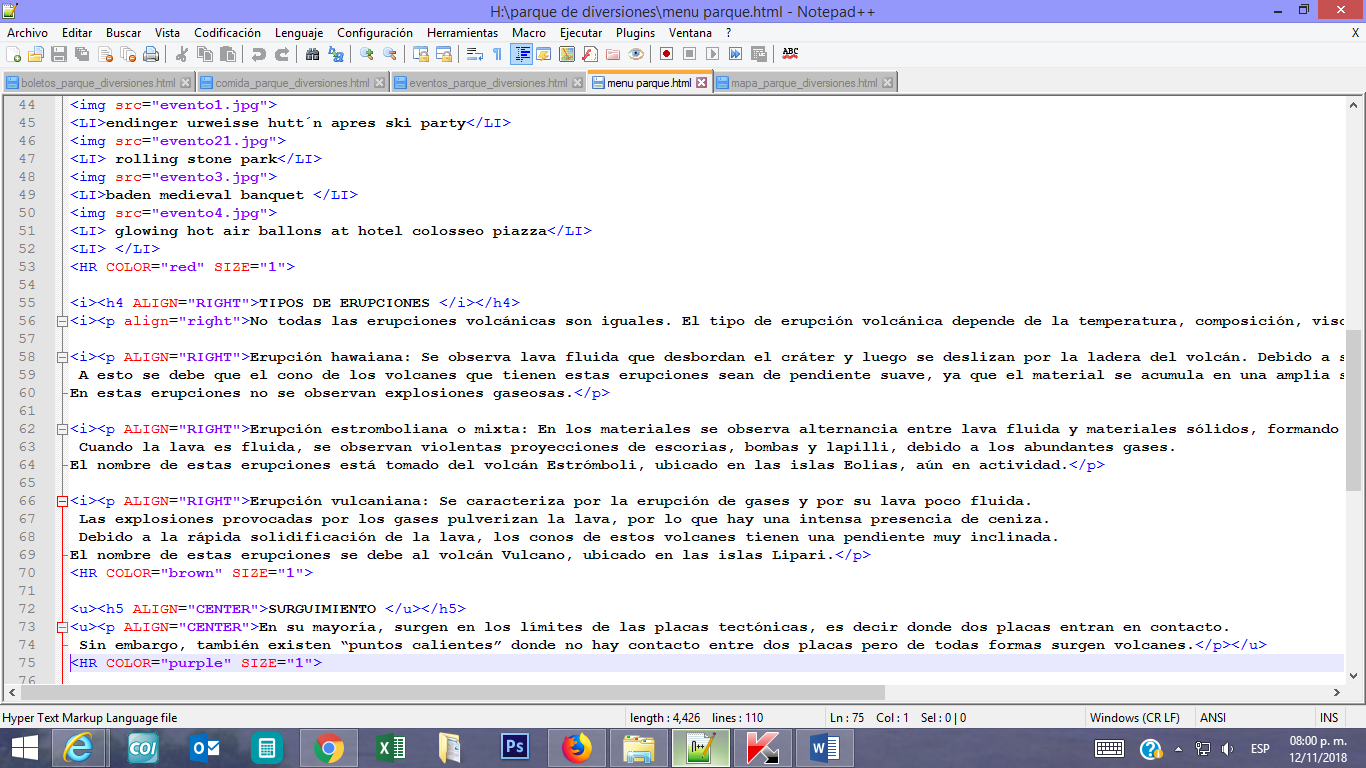 H:\parque de diversiones\menu parque.html - Notepad++
Archivo Editar Buscar Vista Codificación Lenguaje Configuración Herramientas Macro Ejecutar Plugins Ventana ? X
ABC
boletos_parque_diversiones.html comida_parque_diversiones.html eventos_parque_diversiones.html menu parque.html mapa_parque_diversiones.html
44 <img src="evento1.jpg">
45 <LI>endinger urweisse hutt´n apres ski party</LI>
46 <img src="evento21.jpg">
47 <LI> rolling stone park</LI>
48 <img src="evento3.jpg">
49 <LI>baden medieval banquet </LI>
50 <img src="evento4.jpg">
51 <LI> glowing hot air ballons at hotel colosseo piazza</LI>
52 <LI> </LI>
53 <HR COLOR="red" SIZE="1">
54
55 <i><h4 ALIGN="RIGHT">TIPOS DE ERUPCIONES </i></h4>
56 <i><p align="right">No todas las erupciones volcánicas son iguales. El tipo de erupción volcánica depende de la temperatura, composición, visc
57
58 <i><p ALIGN="RIGHT">Erupción hawaiana: Se observa lava fluida que desbordan el cráter y luego se deslizan por la ladera del volcán. Debido a s
59 A esto se debe que el cono de los volcanes que tienen estas erupciones sean de pendiente suave, ya que el material se acumula en una amplia s
60 En estas erupciones no se observan explosiones gaseosas.</p>
61
62 <i><p ALIGN="RIGHT">Erupción estromboliana o mixta: En los materiales se observa alternancia entre lava fluida y materiales sólidos, formando
63 Cuando la lava es fluida, se observan violentas proyecciones de escorias, bombas y lapilli, debido a los abundantes gases.
64 El nombre de estas erupciones está tomado del volcán Estrómboli, ubicado en las islas Eolias, aún en actividad.</p>
65
66 <i><p ALIGN="RIGHT">Erupción vulcaniana: Se caracteriza por la erupción de gases y por su lava poco fluida.
67 Las explosiones provocadas por los gases pulverizan la lava, por lo que hay una intensa presencia de ceniza.
68 Debido a la rápida solidificación de la lava, los conos de estos volcanes tienen una pendiente muy inclinada.
69 El nombre de estas erupciones se debe al volcán Vulcano, ubicado en las islas Lipari.</p>
70 <HR COLOR="brown" SIZE="1">
71
72 <u><h5 ALIGN="CENTER">SURGUIMIENTO </u></h5>
73 <u><p ALIGN="CENTER">En su mayoría, surgen en los límites de las placas tectónicas, es decir donde dos placas entran en contacto.
74 Sin embargo, también existen “puntos calientes” donde no hay contacto entre dos placas pero de todas formas surgen volcanes.</p></u>
75 <HR COLOR="purple" SIZE="1">
76
Hyper Text Markup Language file length : 4,426 lines : 110 Ln : 75 Col : 1 Sel : 0 | 0 Windows (CR LF) ANSI INS
COI Ps ESP 08:00 p. m.
12/11/2018